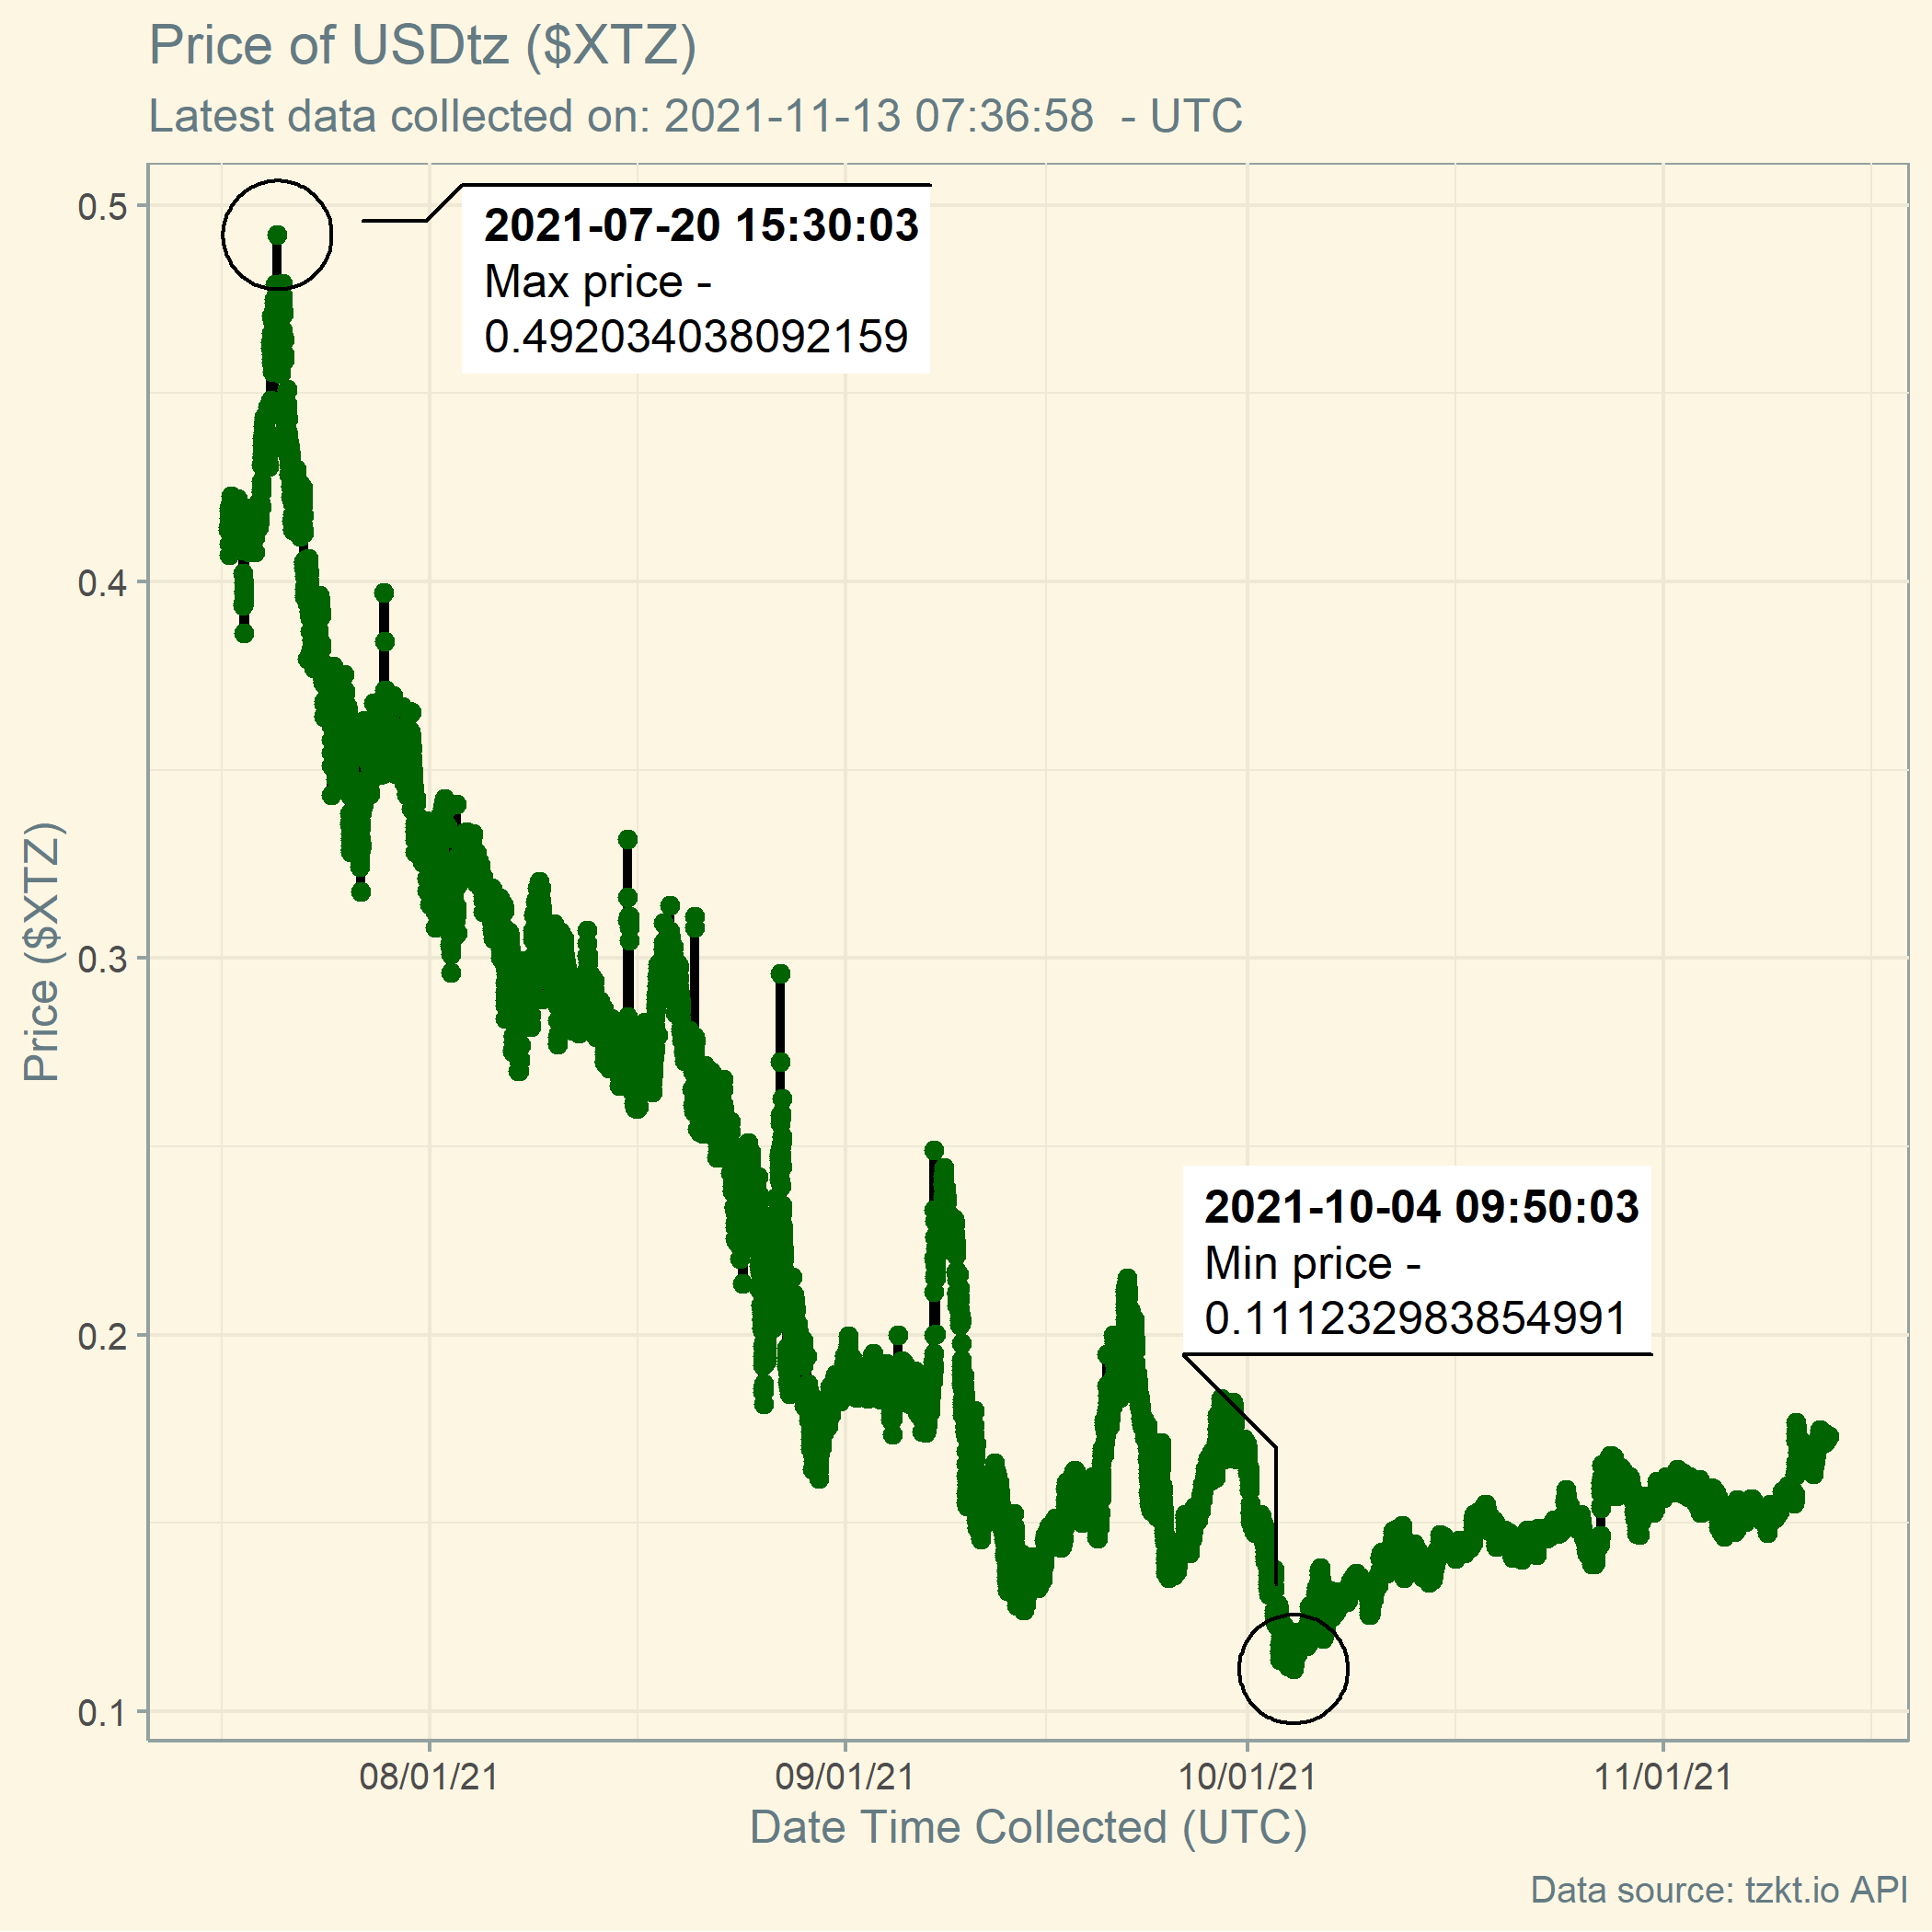 Price of USDtz ($XTZ)
Latest data collected on: 2021-11-13 07:36:58  - UTC
0.5
0.4
0.3
0.2
0.1
Price ($XTZ)
2021-07-20 15:30:03
Max price -
0.492034038092159
2021-10-04 09:50:03
Min price -
0.111232983854991
08/01/21
09/01/21
10/01/21
11/01/21
Date Time Collected (UTC)
Data source: tzkt.io API